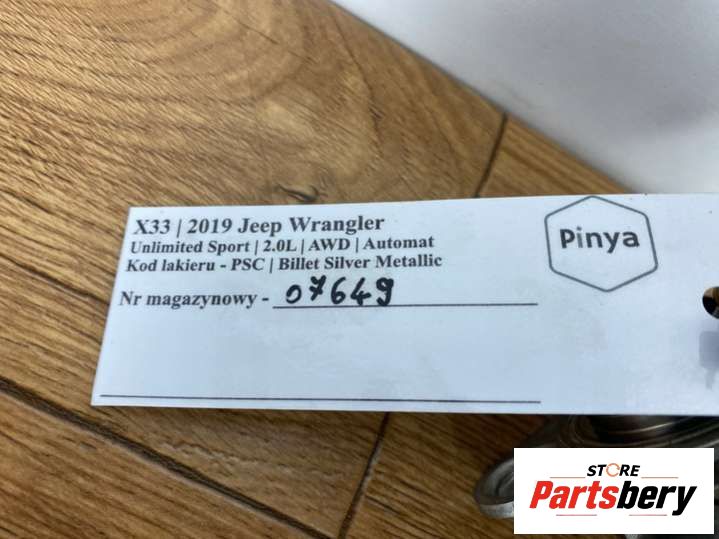 X33 | 2019 Jeep Wrangler
Unlimited Sport | 2.0L | AWD | Automat
Kod lakieru - PSC | Billet Silver Metallic
Nr magazynowy - 07649
Pinya
STORE
Partsbery